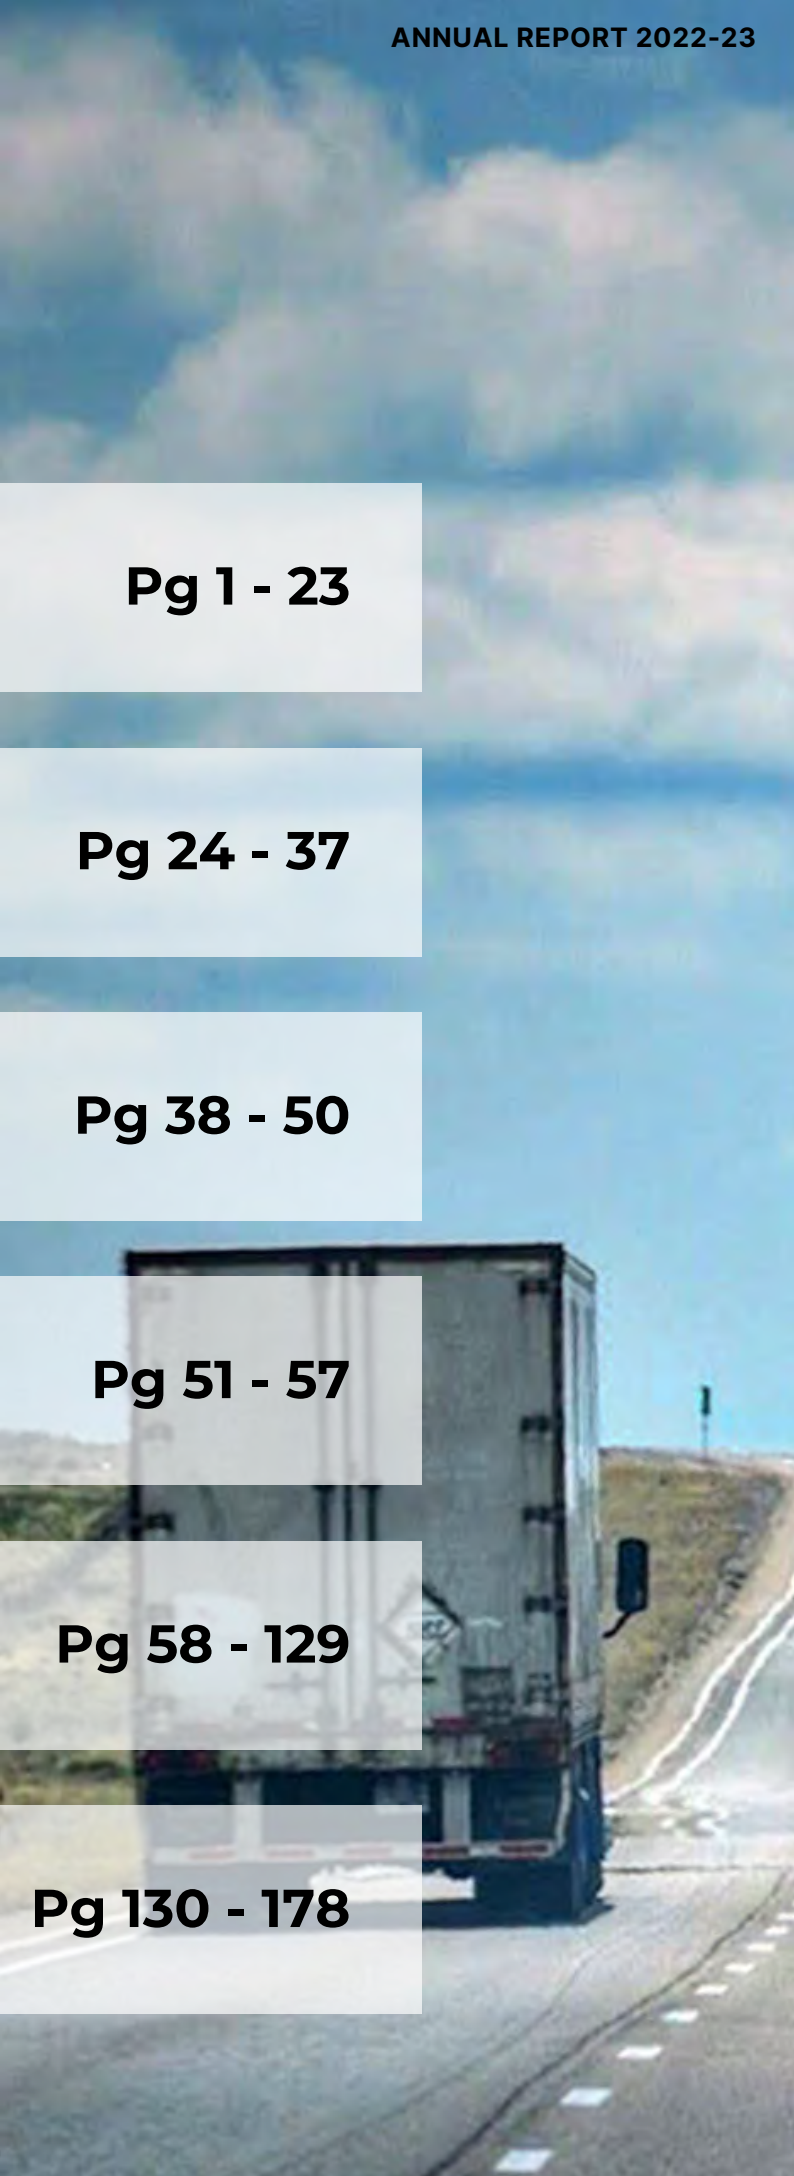 ANNUAL REPORT 2022-23
Pg 1 - 23
Pg 24 - 37
Pg 38 - 50
Pg 51 - 57
Pg 58 - 129
Pg 130 - 178